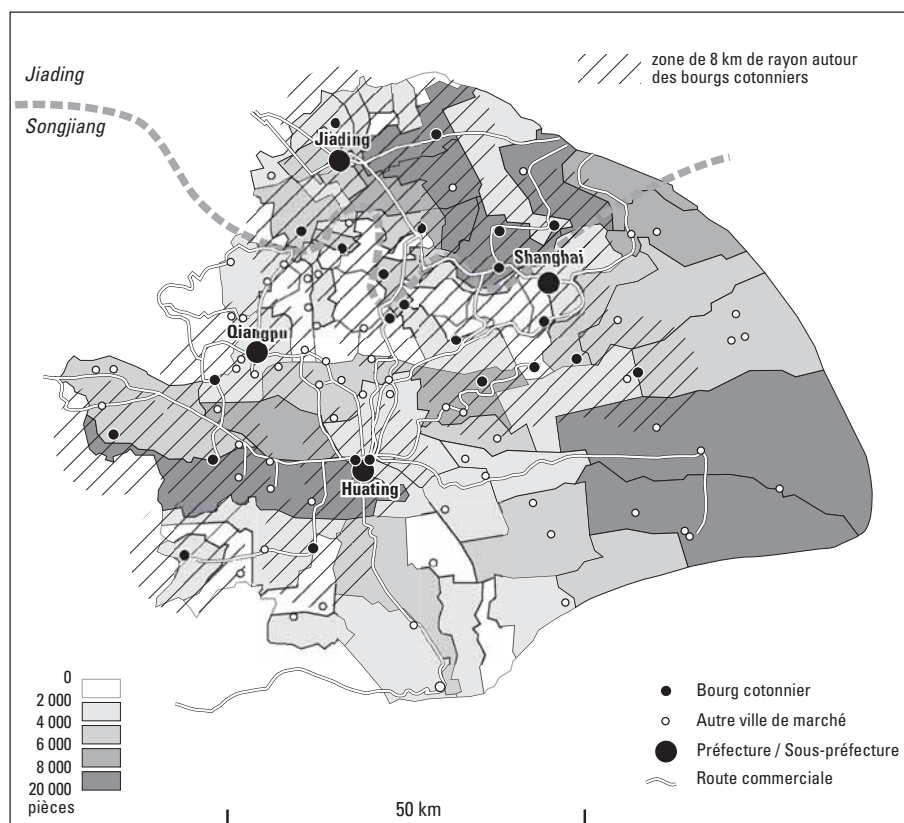 Jiading
Songjiang
zone de 8 km de rayon autour
des bourgs cotonniers
Jiading
Shanghai
Qiangpu
Huating
0
2 000
4 000
6 000
8 000
20 000
pièces
Bourg cotonnier
Autre ville de marché
Préfecture / Sous-préfecture
Route commerciale
50 km